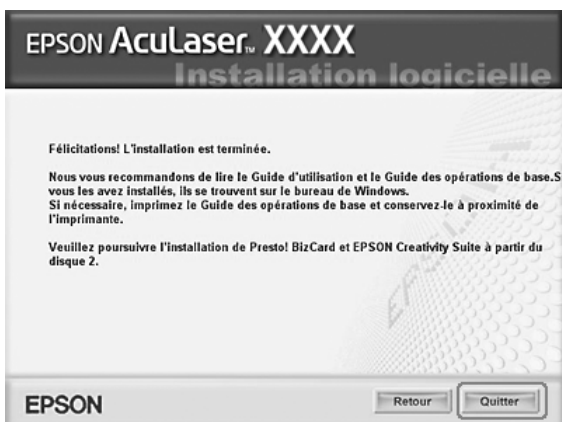 EPSON AcuLaser™ XXXX
Installation logicielle
Félicitations! L'installation est terminée.
Nous vous recommandons de lire le Guide d'utilisation et le Guide des opérations de base.S
vous les avez installés, ils se trouvent sur le bureau de Windows.
Si nécessaire, imprimez le Guide des opérations de base et conservez-le à proximité de
l'imprimante.
Veuillez poursuivre l'installation de Presto! BizCard et EPSON Creativity Suite à partir du
disque 2.
EPSON
EPSON
Retour
Quitter